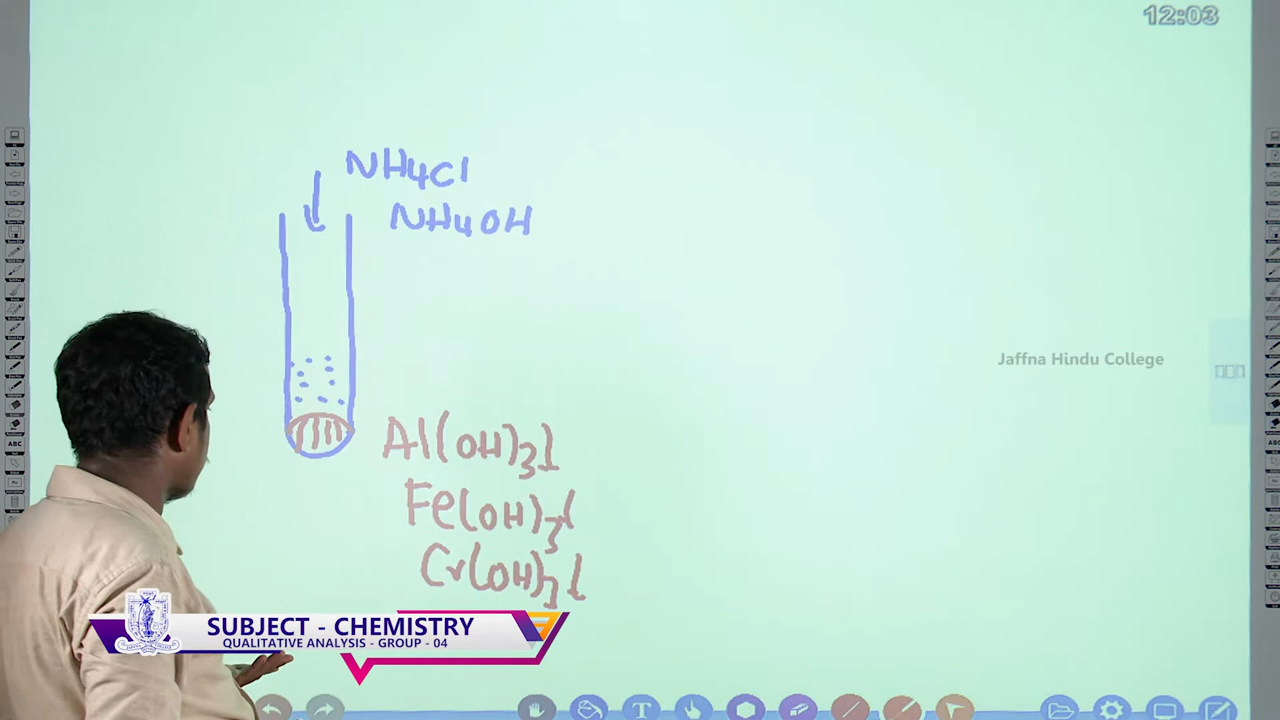 12:03
NH4Cl
NH4OH
Jaffna Hindu College
Al(OH)3↓
Fe(OH)3↓
Cr(OH)3↓
SUBJECT - CHEMISTRY
QUALITATIVE ANALYSIS - GROUP - 04
ABC
T